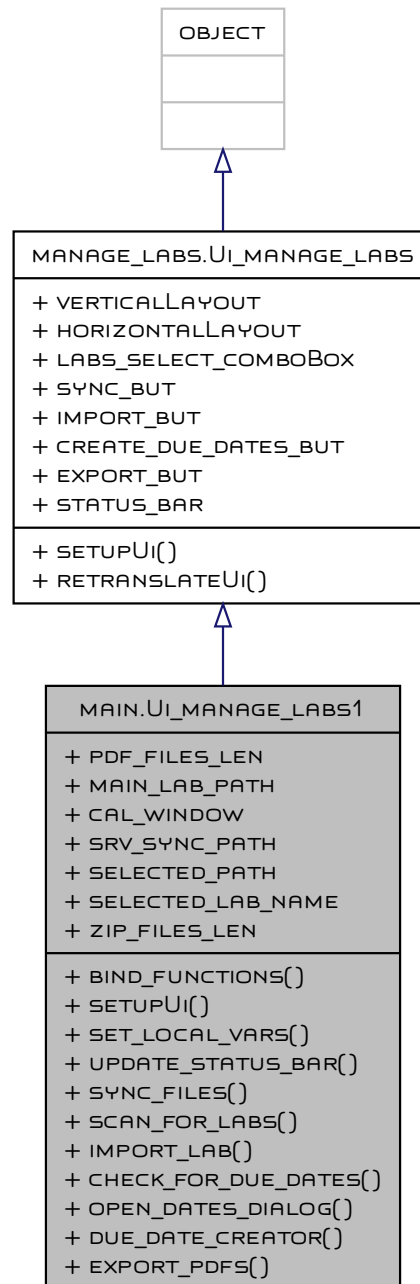 object
manage_labs.Ui_manage_labs
+ verticalLayout
+ horizontalLayout
+ labs_select_comboBox
+ sync_but
+ import_but
+ create_due_dates_but
+ export_but
+ status_bar
+ setupUi()
+ retranslateUi()
main.Ui_manage_labs1
+ pdf_files_len
+ main_lab_path
+ cal_window
+ srv_sync_path
+ selected_path
+ selected_lab_name
+ zip_files_len
+ bind_functions()
+ setupUi()
+ set_local_vars()
+ update_status_bar()
+ sync_files()
+ scan_for_labs()
+ import_lab()
+ check_for_due_dates()
+ open_dates_dialog()
+ due_date_creator()
+ export_pdfs()